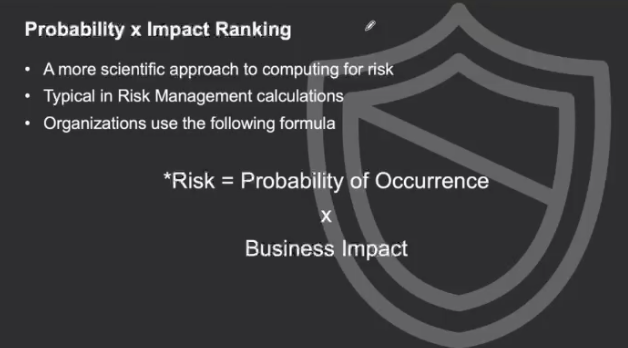 Probability x Impact Ranking
• A more scientific approach to computing for risk
• Typical in Risk Management calculations
• Organizations use the following formula
*Risk = Probability of Occurrence
x
Business Impact